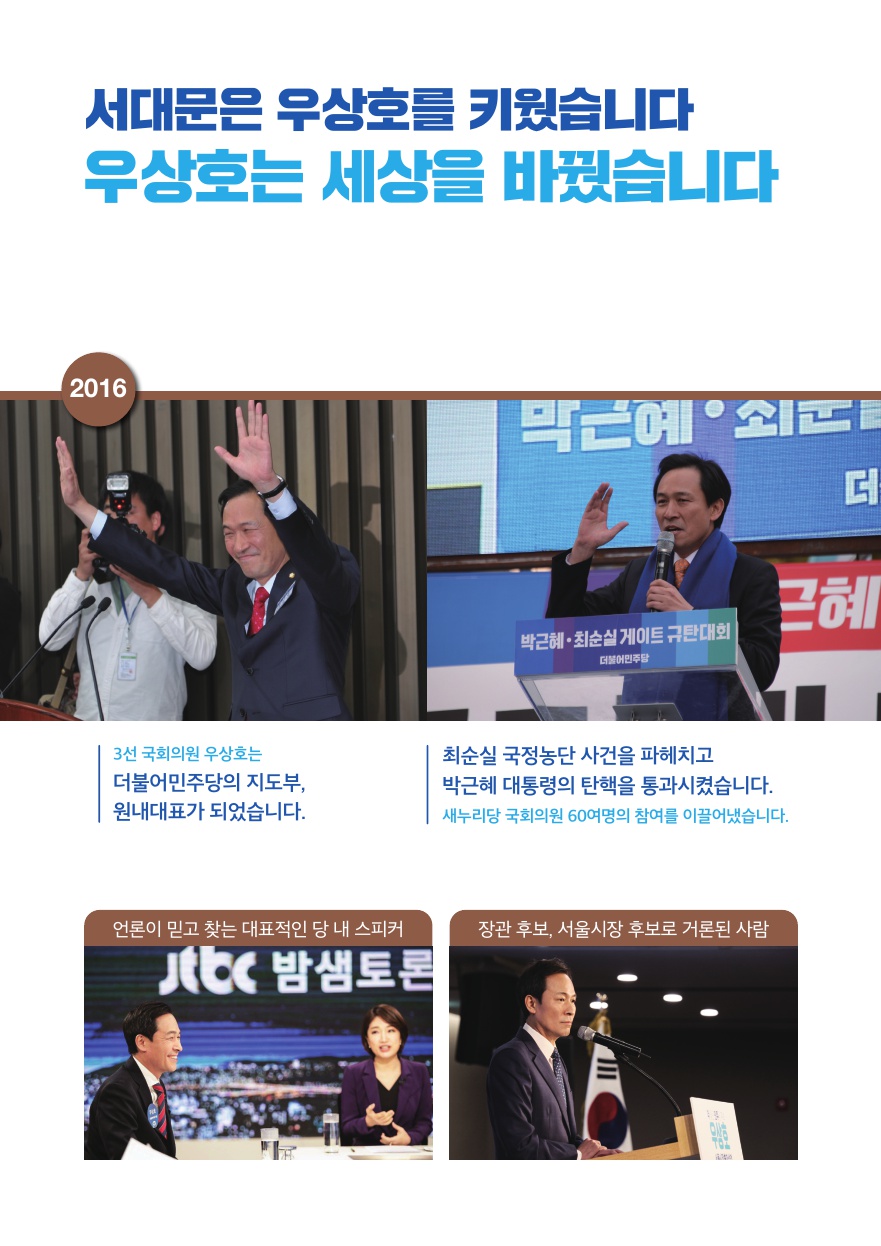 서대문은 우상호를 키웠습니다
우상호는 세상을 바꿨습니다
2016
박근혜·최순실
더
근혜
박근혜·최순실 게이트 규탄대회
더불어민주당
3선 국회의원 우상호는
더불어민주당의 지도부,
원내대표가 되었습니다.
최순실 국정농단 사건을 파헤치고
박근혜 대통령의 탄핵을 통과시켰습니다.
새누리당 국회의원 60여명의 참여를 이끌어냈습니다.
언론이 믿고 찾는 대표적인 당 내 스피커
jtbc 밤샘토론
장관 후보, 서울시장 후보로 거론된 사람
우상호